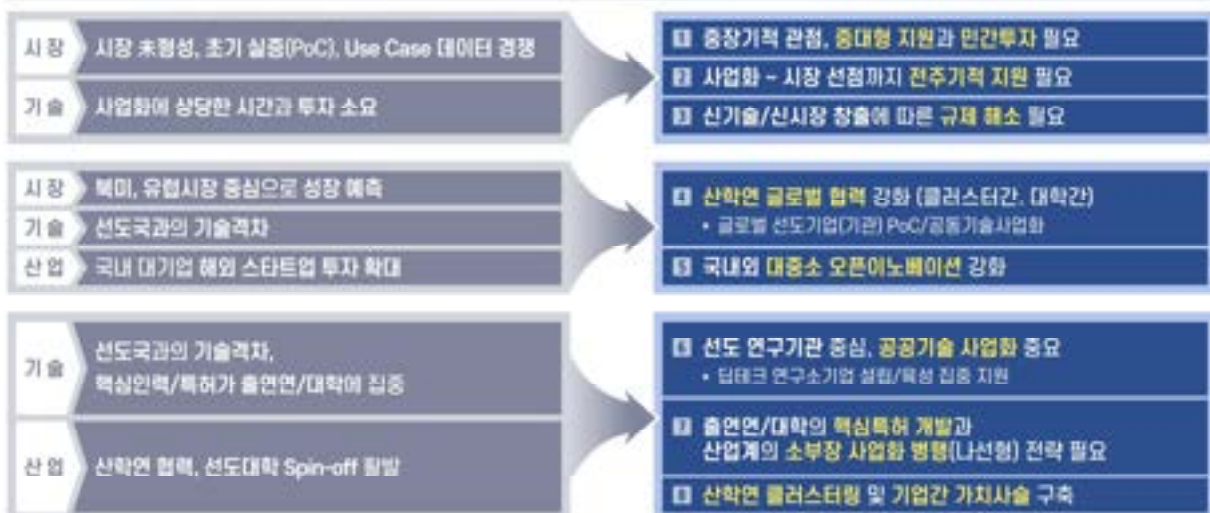 시장 시장 未형성, 초기 실증(PoC), Use Case 데이터 경쟁
기술 사업화에 상당한 시간과 투자 소요
1 중장기적 관점, 중대형 지원과 민간투자 필요
2 사업화 ~ 시장 선점까지 전주기적 지원 필요
3 신기술/신시장 창출에 따른 규제 해소 필요
시장 북미, 유럽시장 중심으로 성장 예측
기술 선도국과의 기술격차
산업 국내 대기업 해외 스타트업 투자 확대
4 산학연 글로벌 협력 강화 (클러스터간, 대학간)
• 글로벌 선도기업(기관) PoC/공동기술사업화
5 국내외 대중소 오픈이노베이션 강화
기술 선도국과의 기술격차,
핵심인력/특허가 출연연/대학에 집중
산업 산학연 협력, 선도대학 Spin-off 활발
6 선도 연구기관 중심, 공공기술 사업화 중요
• 딥테크 연구소기업 설립/육성 집중 지원
7 출연연/대학의 핵심특허 개발과
산업계의 소부장 사업화 병행(나선형) 전략 필요
8 산학연 클러스터링 및 기업간 가치사슬 구축